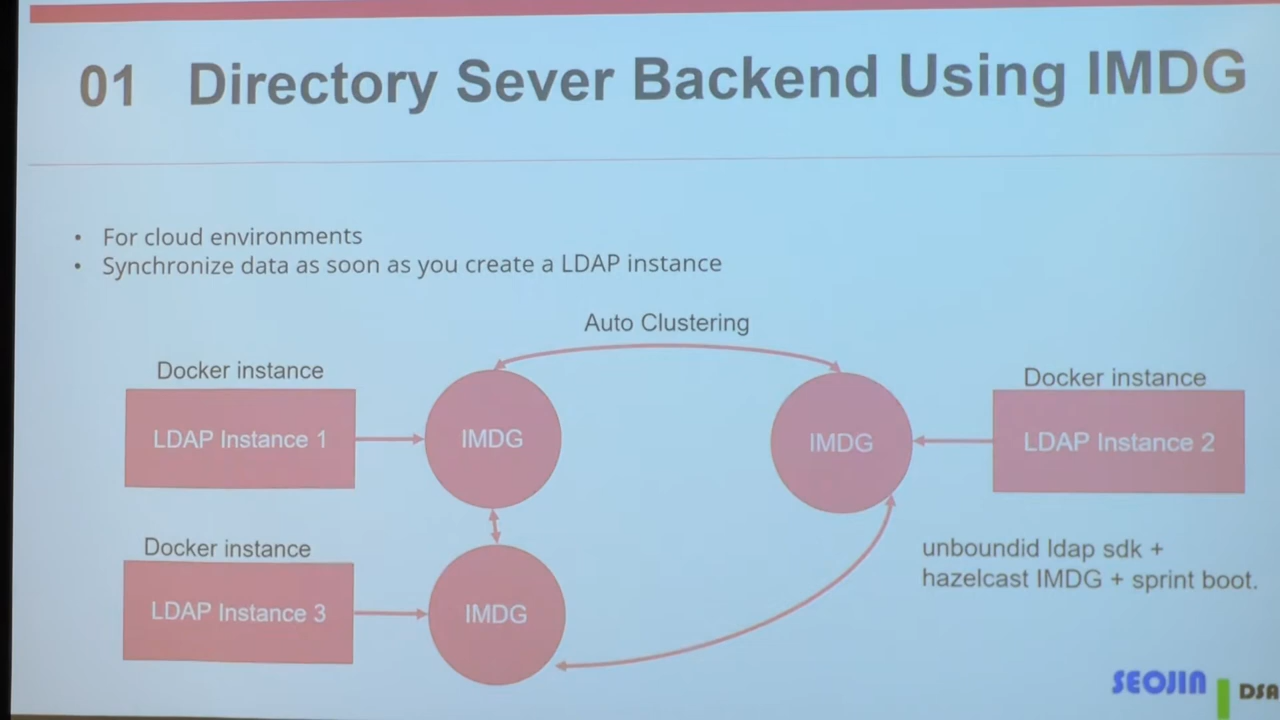 01 Directory Sever Backend Using IMDG
• For cloud environments
• Synchronize data as soon as you create a LDAP instance
Auto Clustering
Docker instance
LDAP Instance 1
IMDG
IMDG
Docker instance
LDAP Instance 2
Docker instance
LDAP Instance 3
IMDG
unboundid ldap sdk +
hazelcast IMDG + sprint boot.
SEOJIN
DSA